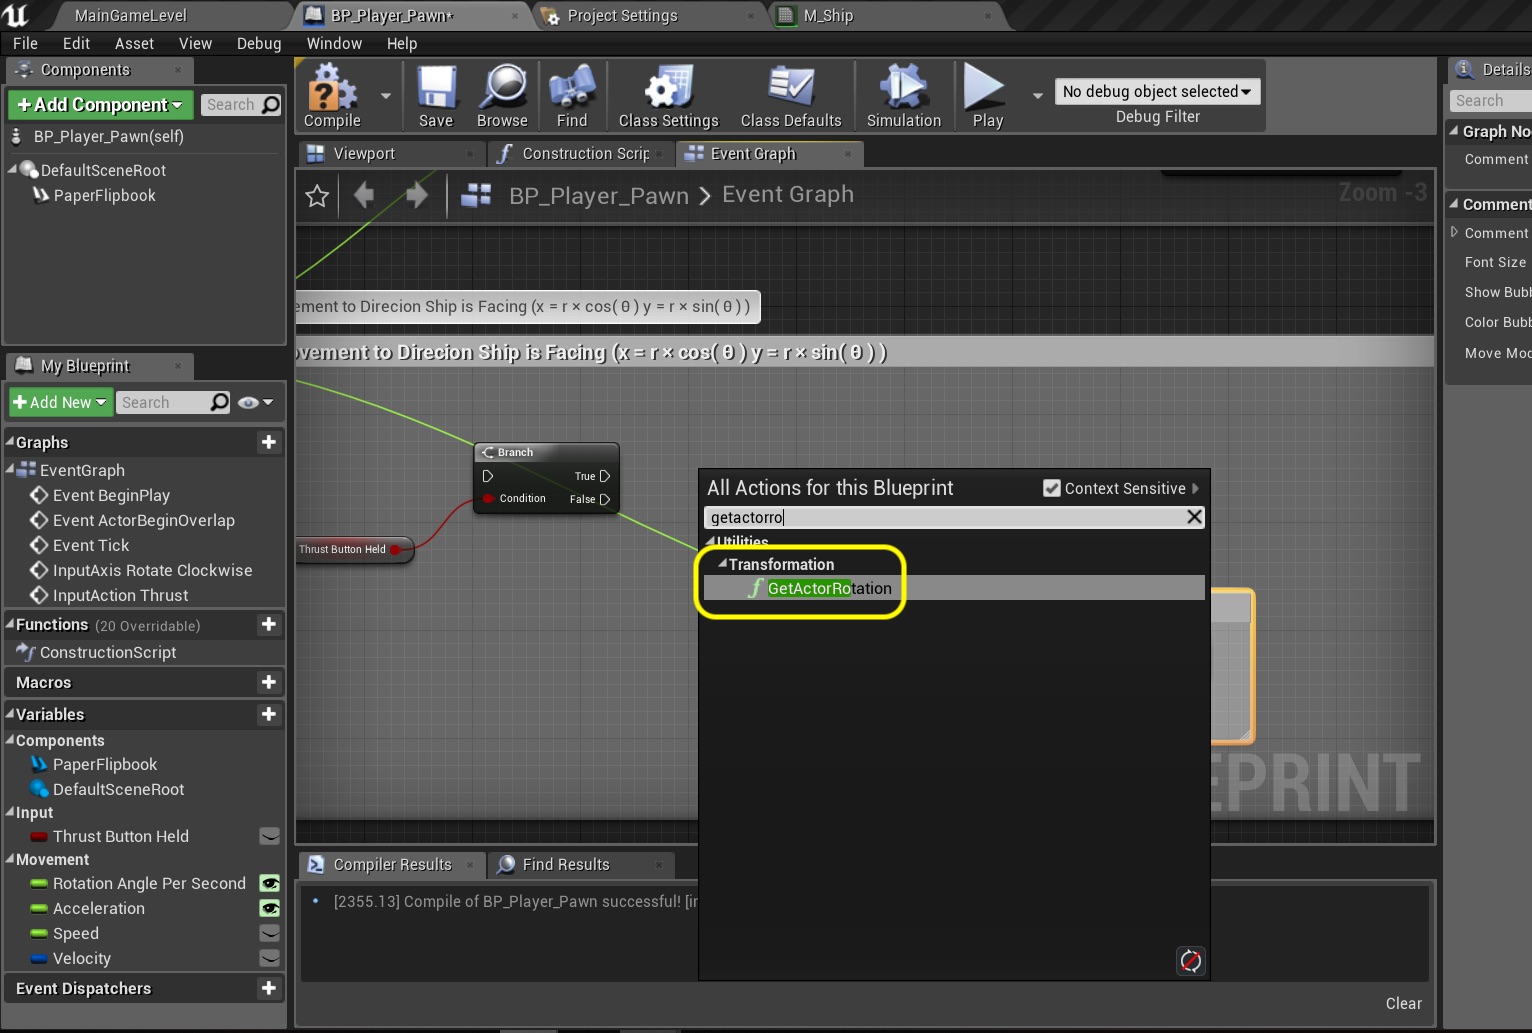 MainGameLevel
BP_Player_Pawn*
Project Settings
M_Ship
File Edit Asset View Debug Window Help
Components
+Add Component
Search
BP_Player_Pawn(self)
DefaultSceneRoot
PaperFlipbook
Compile
Save
Browse
Find
Class Settings
Class Defaults
Simulation
Play
No debug object selected
Debug Filter
Viewport
Construction Scrip
Event Graph
BP_Player_Pawn > Event Graph
Zoom -3
ement to Direcion Ship is Facing (x = r × cos( θ ) y = r × sin( θ ) )
ovement to Direcion Ship is Facing (x = r × cos( θ ) y = r × sin( θ ) )
Branch
True
Condition
False
Thrust Button Held
All Actions for this Blueprint
Context Sensitive
getactorro
Utilities
Transformation
f GetActorRotation
EPRINT
My Blueprint
+Add New
Search
Graphs
EventGraph
Event BeginPlay
Event ActorBeginOverlap
Event Tick
InputAxis Rotate Clockwise
InputAction Thrust
Functions (20 Overridable)
ConstructionScript
Macros
Variables
Components
PaperFlipbook
DefaultSceneRoot
Input
Thrust Button Held
Movement
Rotation Angle Per Second
Acceleration
Speed
Velocity
Event Dispatchers
Compiler Results
Find Results
[2355.13] Compile of BP_Player_Pawn successful! [in
Clear
Details
Search
Graph No
Comment
Comment
Comment
Font Size
Show Bubb
Color Bubb
Move Mod